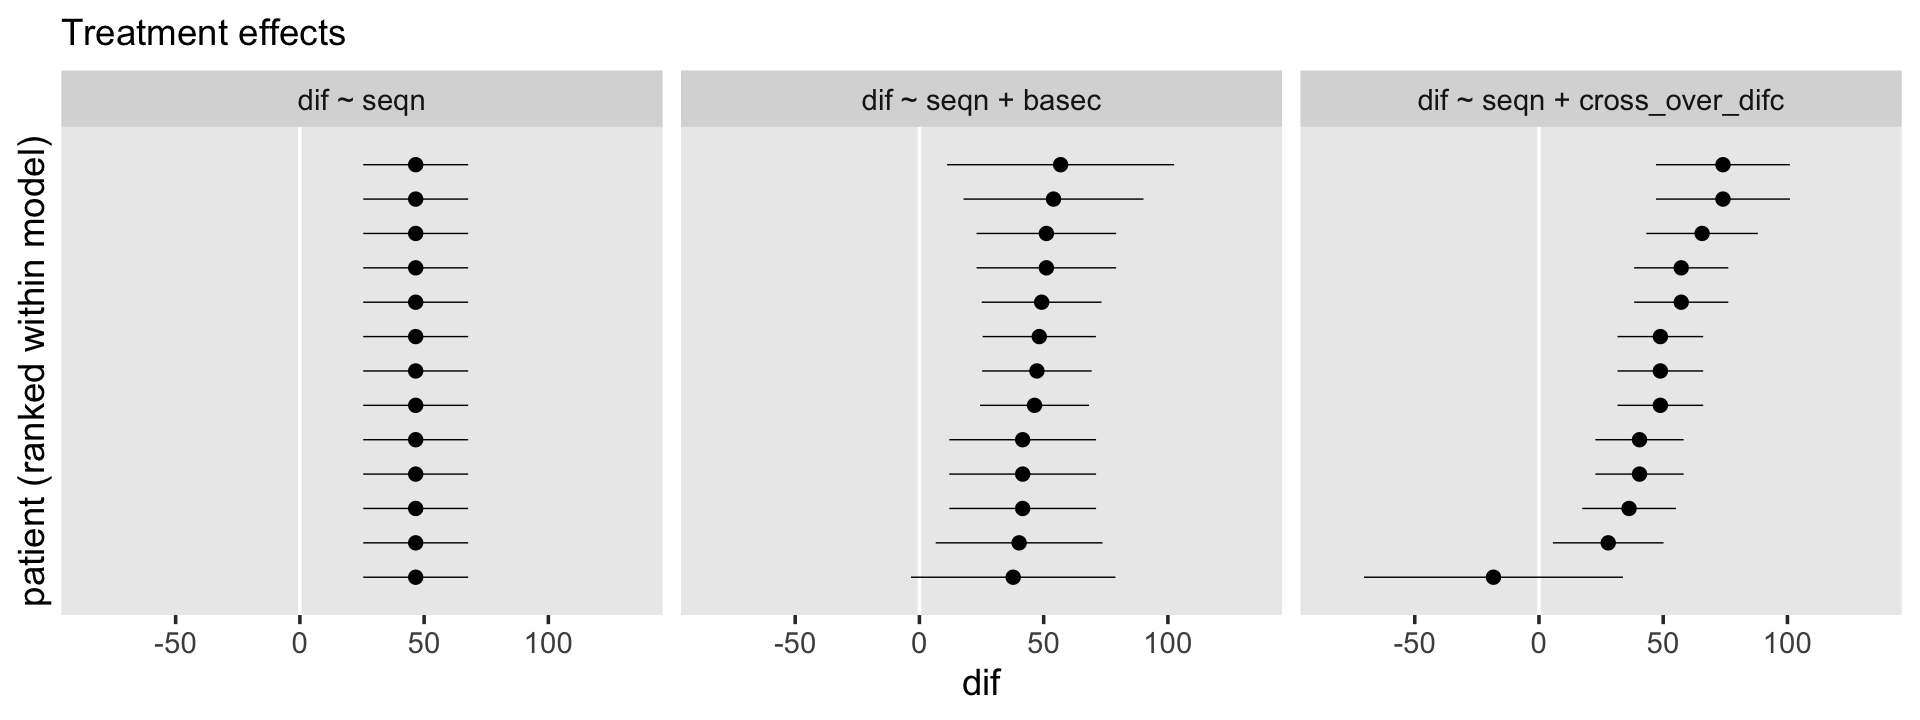 Treatment effects
dif ~ seqn
dif ~ seqn + basec
dif ~ seqn + cross_over_difc
patient (ranked within model)
-50 0 50 100
-50 0 50 100
-50 0 50 100
dif